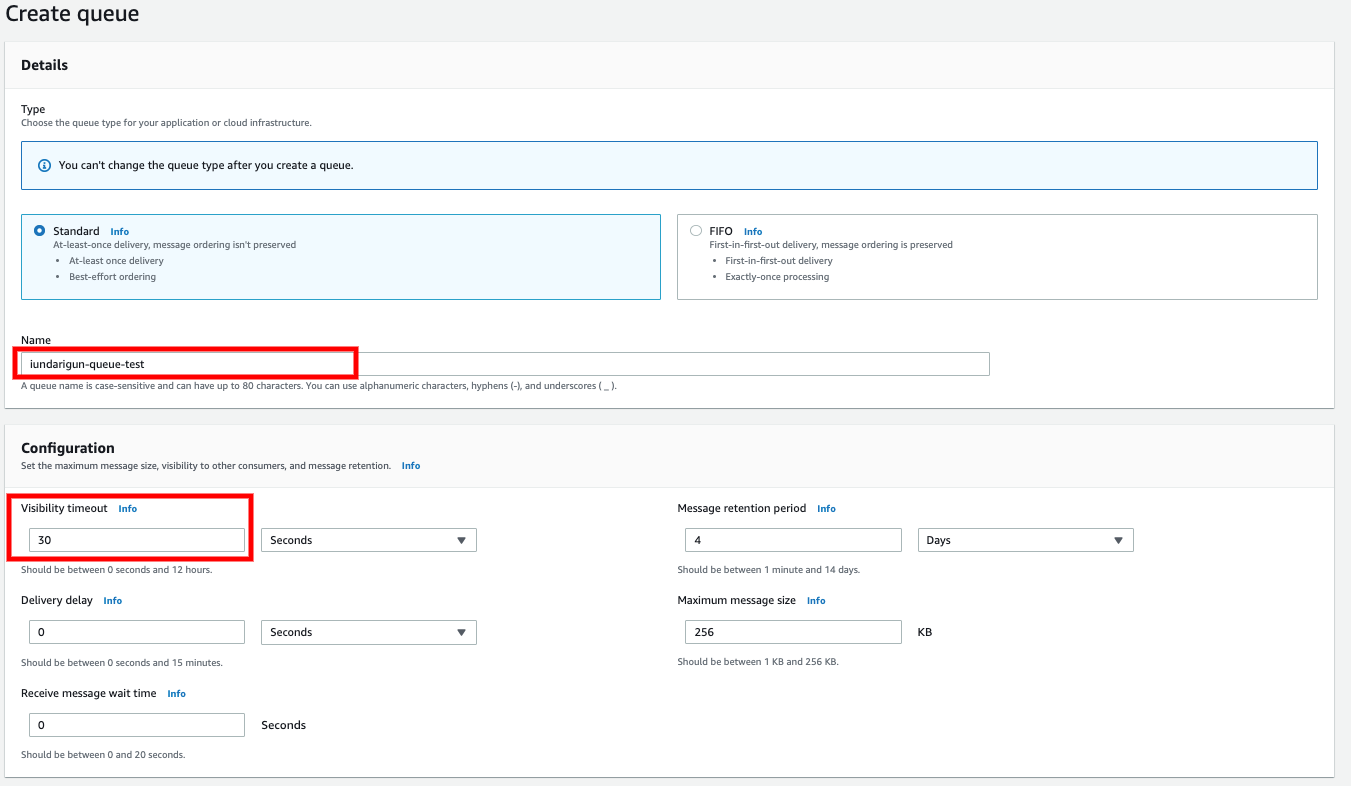 Create queue
Details
Type
Choose the queue type for your application or cloud infrastructure.
You can't change the queue type after you create a queue.
Standard Info
At-least-once delivery, message ordering isn't preserved
• At-least once delivery
• Best-effort ordering
FIFO Info
First-in-first-out delivery, message ordering is preserved
• First-in-first-out delivery
• Exactly-once processing
Name
iundarigun-queue-test
A queue name is case-sensitive and can have up to 80 characters. You can use alphanumeric characters, hyphens (-), and underscores ( _ ).
Configuration
Set the maximum message size, visibility to other consumers, and message retention. Info
Visibility timeout Info
30 Seconds
Should be between 0 seconds and 12 hours.
Message retention period Info
4 Days
Should be between 1 minute and 14 days.
Delivery delay Info
0 Seconds
Should be between 0 seconds and 15 minutes.
Maximum message size Info
256 KB
Should be between 1 KB and 256 KB.
Receive message wait time Info
0 Seconds
Should be between 0 and 20 seconds.